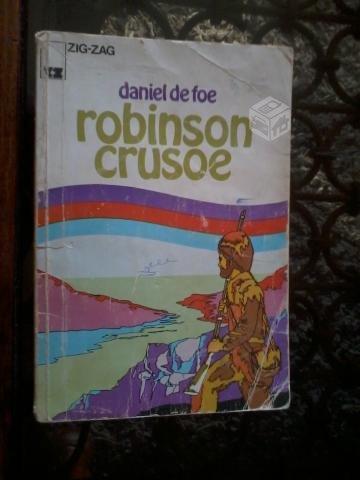 ZIG-ZAG
daniel de foe
robinson
crusoe